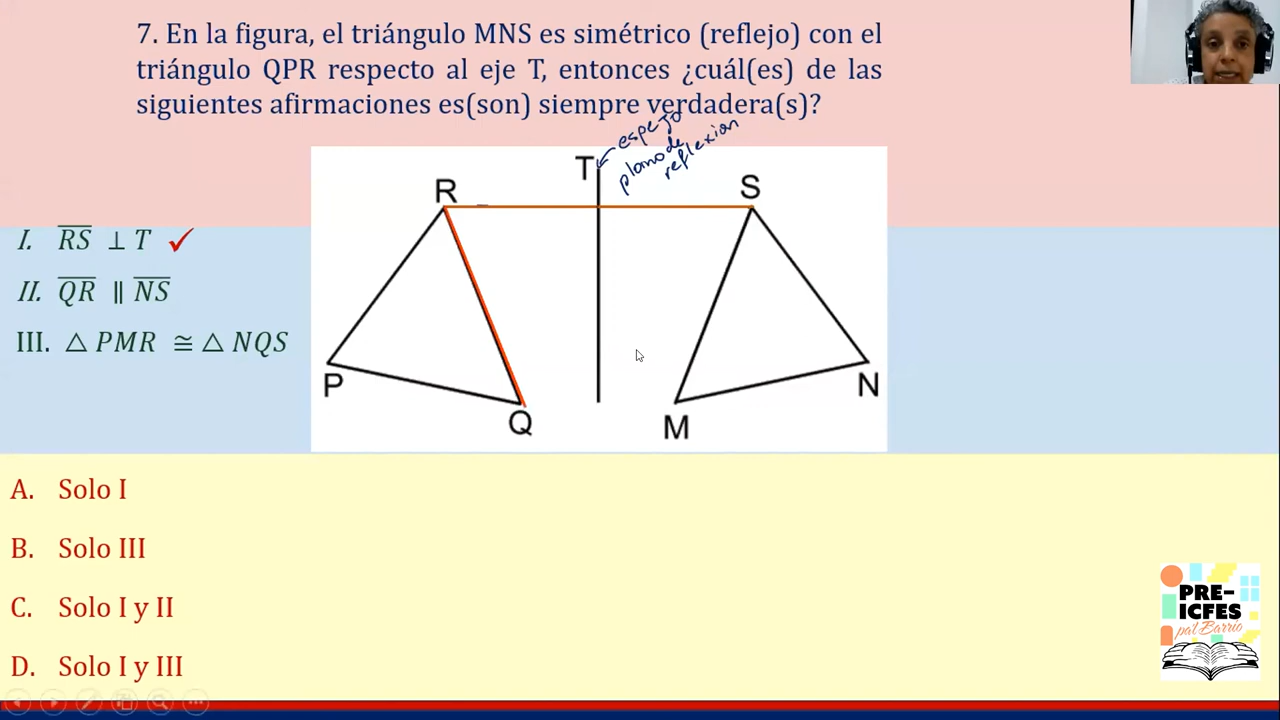 7. En la figura, el triángulo MNS es simétrico (reflejo) con el
triángulo QPR respecto al eje T, entonces ¿cuál(es) de las
siguientes afirmaciones es(son) siempre verdadera(s)?
espejo
plano de
reflexion
T
R
S
I. RS ⊥ T ✓
II. QR ∥ NS
III. △ PMR ≅ △ NQS
P
Q
M
N
A. Solo I
B. Solo III
C. Solo I y II
D. Solo I y III
PRE-
ICFES
pa'l Barrio